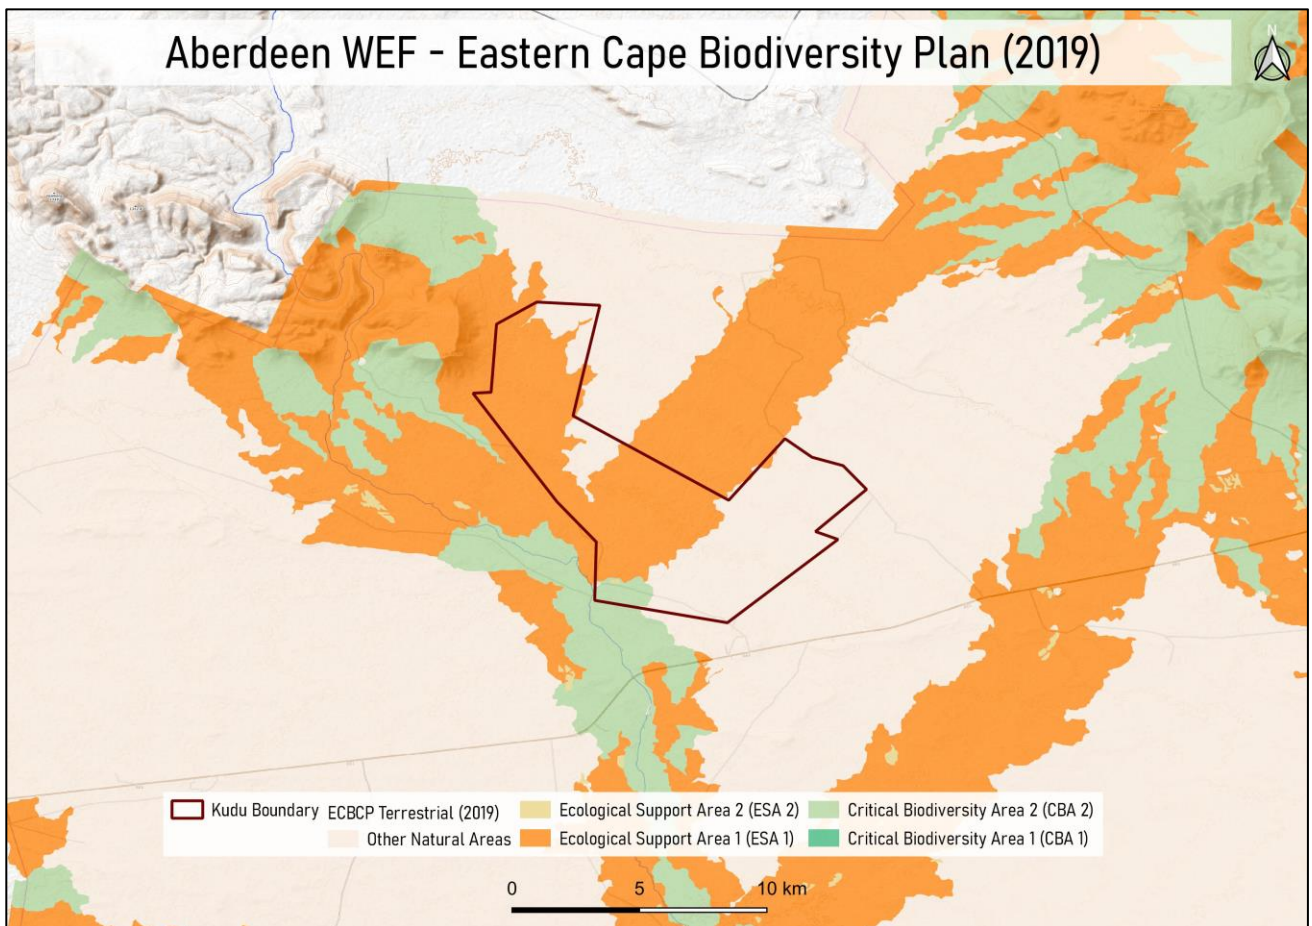 Aberdeen WEF - Eastern Cape Biodiversity Plan (2019)
N
Kudu Boundary
ECBCP Terrestrial (2019)
Other Natural Areas
Ecological Support Area 2 (ESA 2)
Ecological Support Area 1 (ESA 1)
Critical Biodiversity Area 2 (CBA 2)
Critical Biodiversity Area 1 (CBA 1)
0 5 10 km